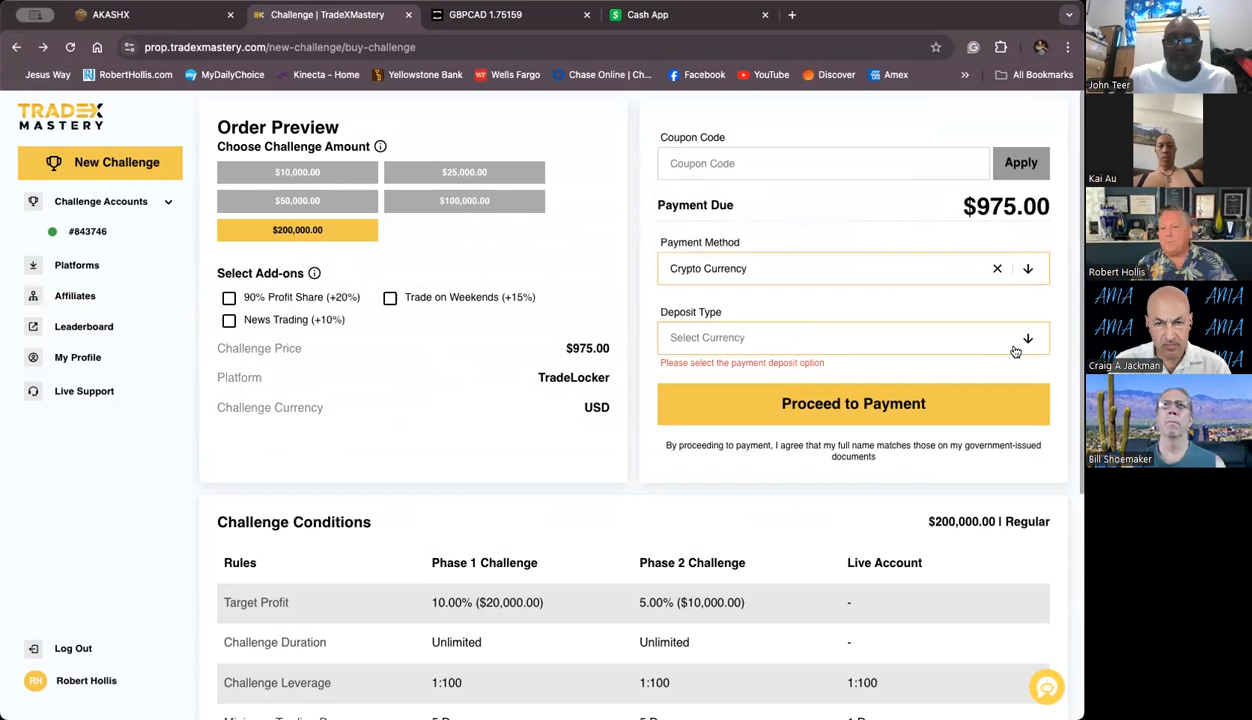 AKASHX
Challenge | TradeXMastery
GBPCAD 1.75159
Cash App
prop.tradexmastery.com/new-challenge/buy-challenge
Jesus Way
RobertHollis.com
MyDailyChoice
Kinecta - Home
Yellowstone Bank
Wells Fargo
Chase Online | Ch...
Facebook
YouTube
Discover
Amex
All Bookmarks
TRADEX
MASTERY
New Challenge
Challenge Accounts
#843746
Platforms
Affiliates
Leaderboard
My Profile
Live Support
Log Out
RH Robert Hollis
Order Preview
Choose Challenge Amount
$10,000.00
$25,000.00
$50,000.00
$100,000.00
$200,000.00
Select Add-ons
90% Profit Share (+20%)
Trade on Weekends (+15%)
News Trading (+10%)
Challenge Price $975.00
Platform TradeLocker
Challenge Currency USD
Coupon Code
Coupon Code
Apply
Payment Due $975.00
Payment Method
Crypto Currency
Deposit Type
Select Currency
Please select the payment deposit option
Proceed to Payment
By proceeding to payment, I agree that my full name matches those on my government-issued
documents
Challenge Conditions
$200,000.00 | Regular
Rules Phase 1 Challenge Phase 2 Challenge Live Account
Target Profit 10.00% ($20,000.00) 5.00% ($10,000.00) -
Challenge Duration Unlimited Unlimited -
Challenge Leverage 1:100 1:100 1:100
John Teer
Kai Au
Robert Hollis
AMA AMA
AMA AMA
AMA
Craig A Jackman
Bill Shoemaker